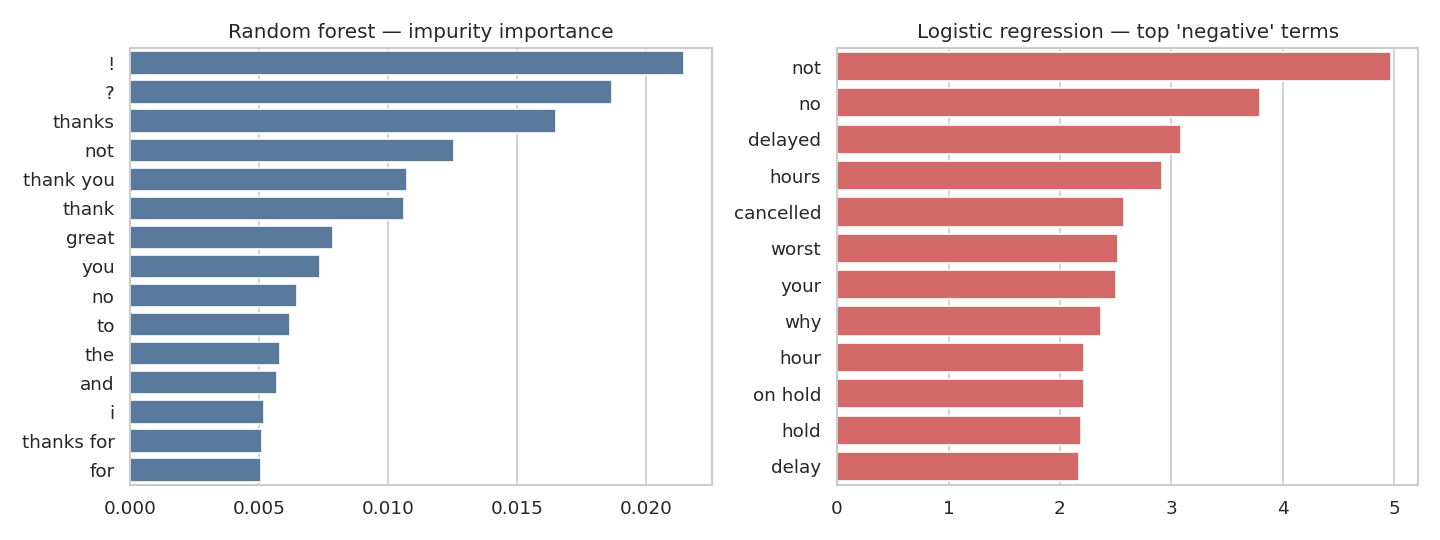 Random forest — impurity importance
!
?
thanks
not
thank you
thank
great
you
no
to
the
and
i
thanks for
for
0.000 0.005 0.010 0.015 0.020
Logistic regression — top 'negative' terms
not
no
delayed
hours
cancelled
worst
your
why
hour
on hold
hold
delay
0 1 2 3 4 5